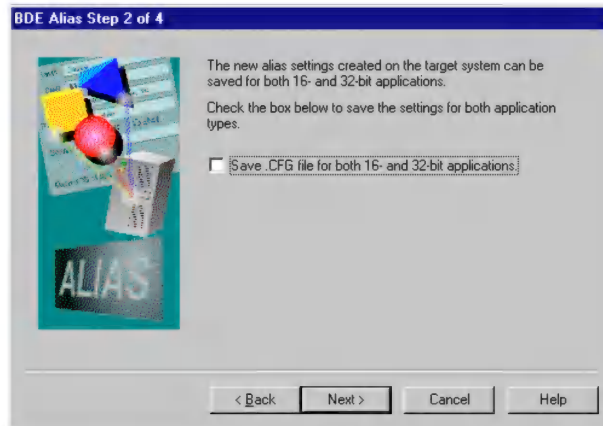 BDE Alias Step 2 of 4
The new alias settings created on the target system can be
saved for both 16- and 32-bit applications.
Check the box below to save the settings for both application
types.
Save .CFG file for both 16- and 32-bit applications.
ALIAS
< Back
Next >
Cancel
Help